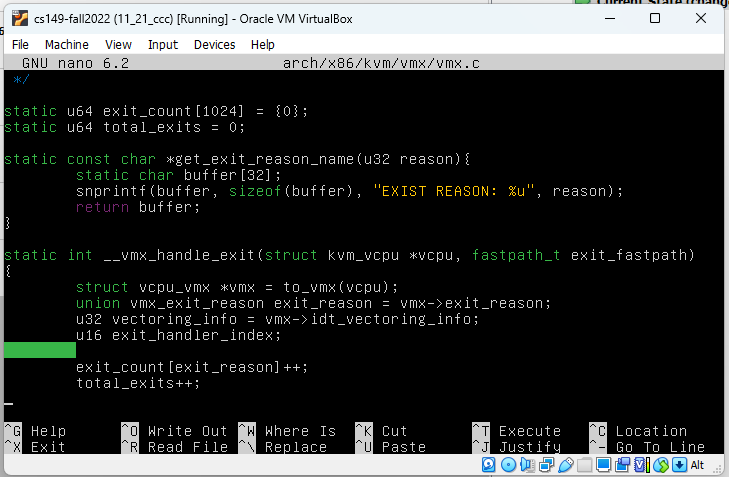 Current State (chang
cs149-fall2022 (11_21_ccc) [Running] - Oracle VM VirtualBox
File Machine View Input Devices Help
GNU nano 6.2 arch/x86/kvm/vmx/vmx.c
*/
static u64 exit_count[1024] = {0};
static u64 total_exits = 0;
static const char *get_exit_reason_name(u32 reason){
static char buffer[32];
snprintf(buffer, sizeof(buffer), "EXIST REASON: %u", reason);
return buffer;
}
static int __vmx_handle_exit(struct kvm_vcpu *vcpu, fastpath_t exit_fastpath)
{
struct vcpu_vmx *vmx = to_vmx(vcpu);
union vmx_exit_reason exit_reason = vmx->exit_reason;
u32 vectoring_info = vmx->idt_vectoring_info;
u16 exit_handler_index;
exit_count[exit_reason]++;
total_exits++;
^G Help ^O Write Out ^W Where Is ^K Cut ^T Execute ^C Location
^X Exit ^R Read File ^\ Replace ^U Paste ^J Justify ^- Go To Line
Alt